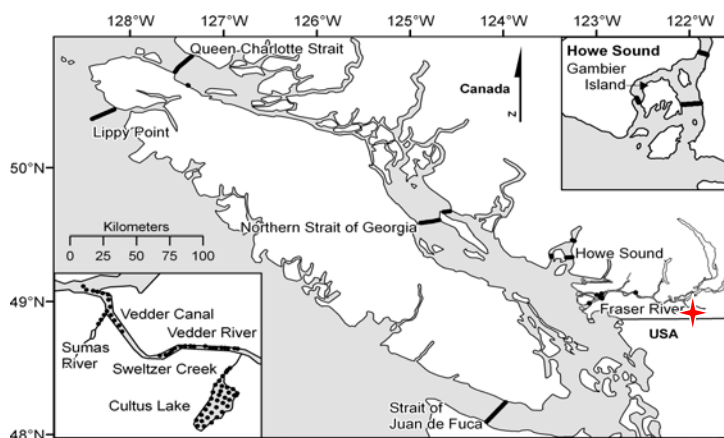 128°W 127°W 126°W 125°W 124°W 123°W 122°W
Queen Charlotte Strait
Howe Sound
Gambier
Island
Canada
N
Lippy Point
50°N
Kilometers
0 25 50 75 100
Northern Strait of Georgia
Howe Sound
49°N
Fraser River
USA
Vedder Canal
Vedder River
Sumas
River
Sweltzer Creek
Cultus Lake
Strait of
Juan de Fuca
48°N